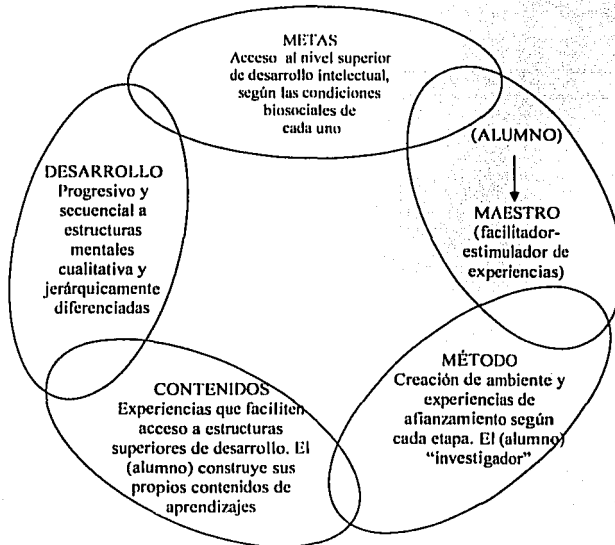 METAS
Acceso al nivel superior
de desarrollo intelectual,
según las condiciones
biosociales de
cada uno
(ALUMNO)
MAESTRO
(facilitador-
estimulador de
experiencias)
MÉTODO
Creación de ambiente y
experiencias de
afianzamiento según
cada etapa. El (alumno)
“investigador”
CONTENIDOS
Experiencias que faciliten
acceso a estructuras
superiores de desarrollo. El
(alumno) construye sus
propios contenidos de
aprendizajes
DESARROLLO
Progresivo y
secuencial a
estructuras
mentales
cualitativa y
jerárquicamente
diferenciadas